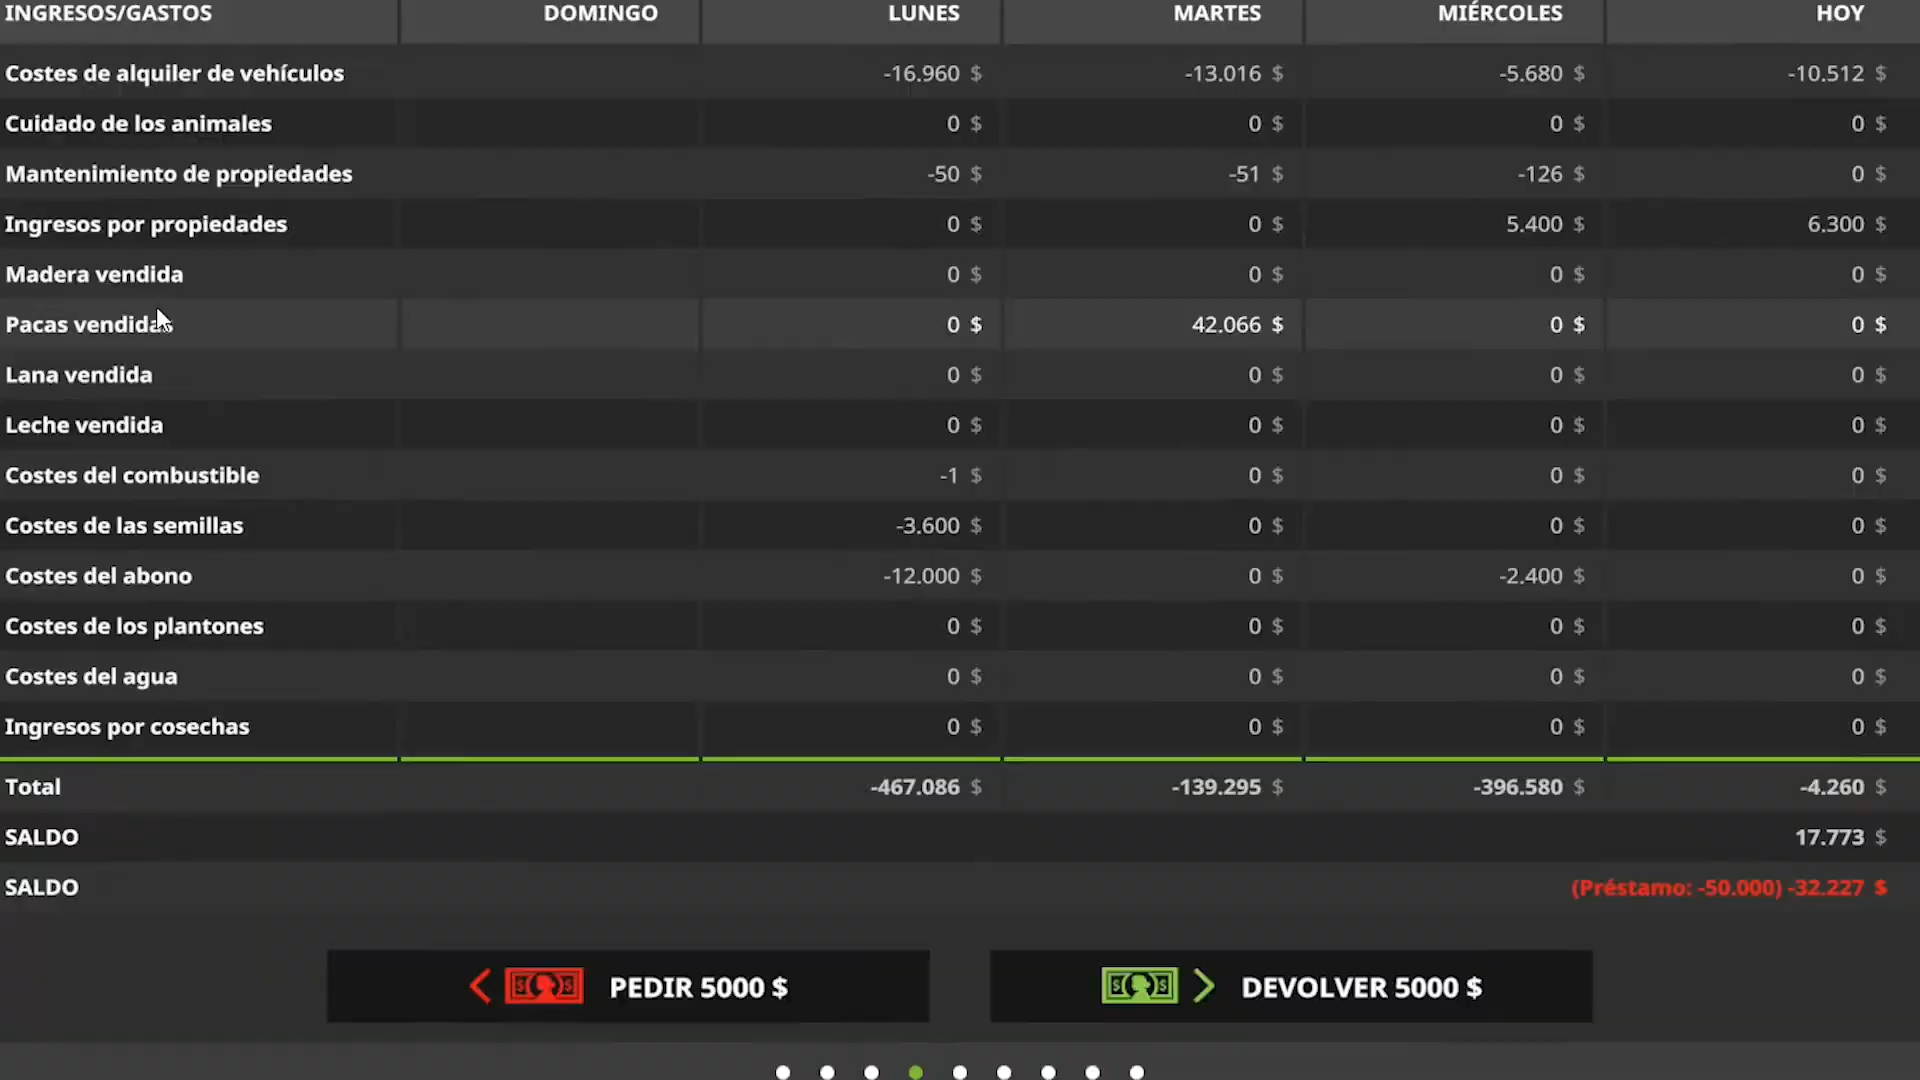 INGRESOS/GASTOS DOMINGO LUNES MARTES MIÉRCOLES HOY
Costes de alquiler de vehículos -16.960 $ -13.016 $ -5.680 $ -10.512 $
Cuidado de los animales 0 $ 0 $ 0 $ 0 $
Mantenimiento de propiedades -50 $ -51 $ -126 $ 0 $
Ingresos por propiedades 0 $ 0 $ 5.400 $ 6.300 $
Madera vendida 0 $ 0 $ 0 $ 0 $
Pacas vendidas 0 $ 42.066 $ 0 $ 0 $
Lana vendida 0 $ 0 $ 0 $ 0 $
Leche vendida 0 $ 0 $ 0 $ 0 $
Costes del combustible -1 $ 0 $ 0 $ 0 $
Costes de las semillas -3.600 $ 0 $ 0 $ 0 $
Costes del abono -12.000 $ 0 $ -2.400 $ 0 $
Costes de los plantones 0 $ 0 $ 0 $ 0 $
Costes del agua 0 $ 0 $ 0 $ 0 $
Ingresos por cosechas 0 $ 0 $ 0 $ 0 $
Total -467.086 $ -139.295 $ -396.580 $ -4.260 $
SALDO 17.773 $
SALDO (Préstamo: -50.000) -32.227 $
PEDIR 5000 $ DEVOLVER 5000 $